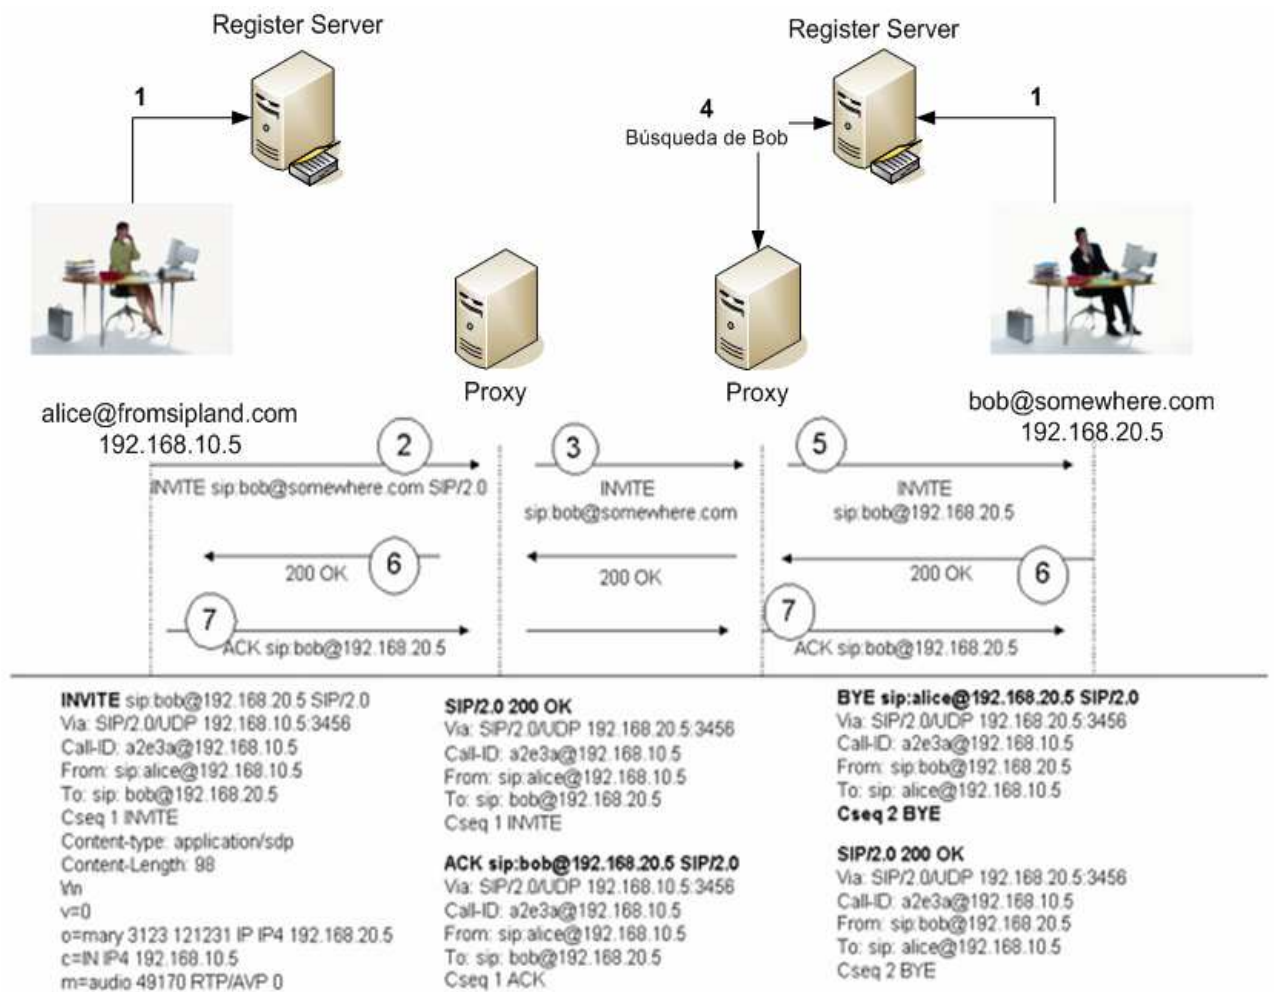 Register Server
Register Server
1
4
Búsqueda de Bob
1
Proxy
Proxy
alice@fromsipland.com
192.168.10.5
bob@somewhere.com
192.168.20.5
2
3
5
INVITE sip:bob@somewhere.com SIP/2.0
INVITE
sip:bob@somewhere.com
INVITE
sip:bob@192.168.20.5
200 OK
6
200 OK
200 OK
6
7
ACK sip:bob@192.168.20.5
7
ACK sip:bob@192.168.20.5
INVITE sip:bob@192.168.20.5 SIP/2.0
Via: SIP/2.0/UDP 192.168.10.5:3456
Call-ID: a2e3a@192.168.10.5
From: sip:alice@192.168.10.5
To: sip: bob@192.168.20.5
Cseq 1 INVITE
Content-type: application/sdp
Content-Length: 98
v=0
o=mary 3123 121231 IP IP4 192.168.20.5
c=IN IP4 192.168.10.5
m=audio 49170 RTP/AVP 0
SIP/2.0 200 OK
Via: SIP/2.0/UDP 192.168.20.5:3456
Call-ID: a2e3a@192.168.10.5
From: sip:alice@192.168.10.5
To: sip: bob@192.168.20.5
Cseq 1 INVITE
ACK sip:bob@192.168.20.5 SIP/2.0
Via: SIP/2.0/UDP 192.168.10.5:3456
Call-ID: a2e3a@192.168.10.5
From: sip:alice@192.168.10.5
To: sip: bob@192.168.20.5
Cseq 1 ACK
BYE sip:alice@192.168.20.5 SIP/2.0
Via: SIP/2.0/UDP 192.168.20.5:3456
Call-ID: a2e3a@192.168.10.5
From: sip:bob@192.168.20.5
To: sip: alice@192.168.10.5
Cseq 2 BYE
SIP/2.0 200 OK
Via: SIP/2.0/UDP 192.168.20.5:3456
Call-ID: a2e3a@192.168.10.5
From: sip:bob@192.168.20.5
To: sip: alice@192.168.10.5
Cseq 2 BYE